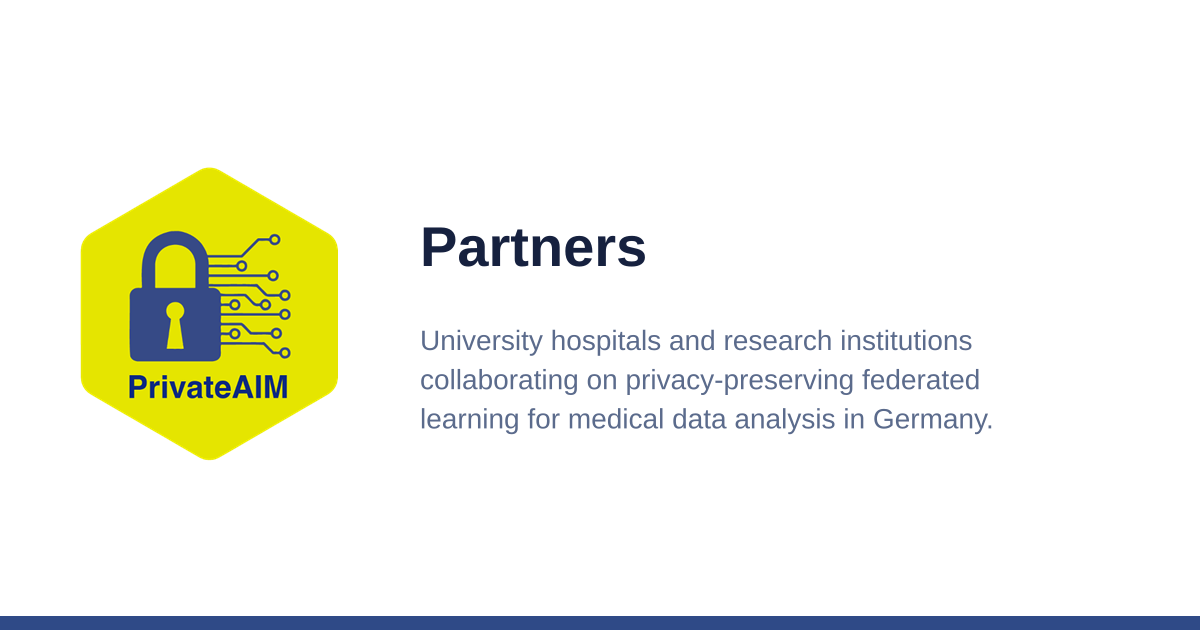 PrivateAIM
Partners
University hospitals and research institutions
collaborating on privacy-preserving federated
learning for medical data analysis in Germany.